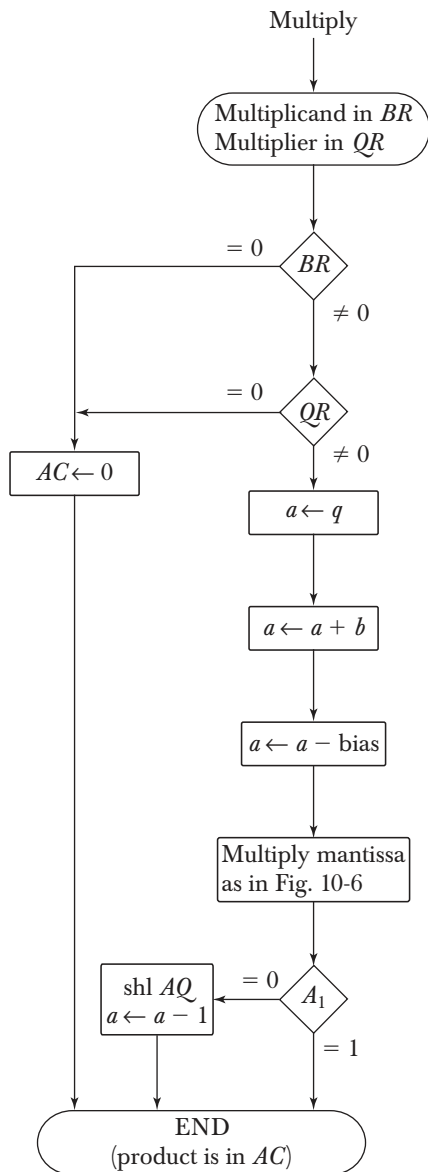 Multiply
Multiplicand in BR
Multiplier in QR
= 0
BR
≠ 0
= 0
QR
≠ 0
AC ← 0
a ← q
a ← a + b
a ← a − bias
Multiply mantissa
as in Fig. 10-6
shl AQ
a ← a − 1
= 0
A₁
= 1
END
(product is in AC)